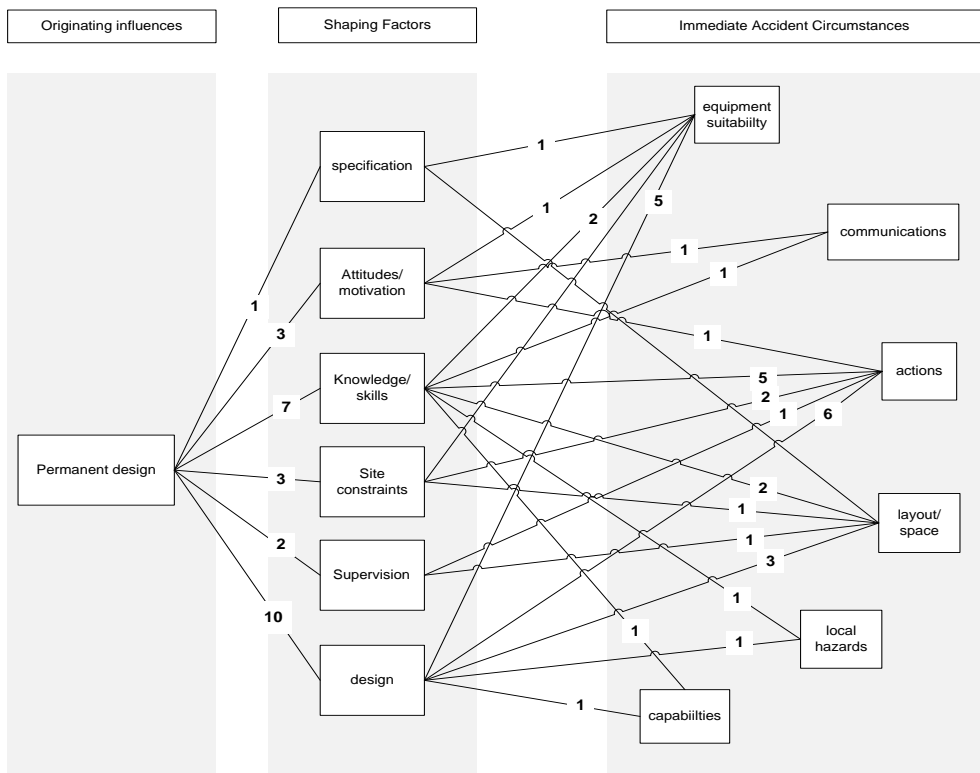 Originating influences
Shaping Factors
Immediate Accident Circumstances
equipment
suitabiilty
1
specification
1
5
2
communications
Attitudes/
motivation
1
1
1
3
1
actions
Knowledge/
skills
5
2
7
1
6
Permanent design
Site
constraints
3
2
1
layout/
space
2
1
3
Supervision
10
1
1
1
local
hazards
design
1
capabiilties